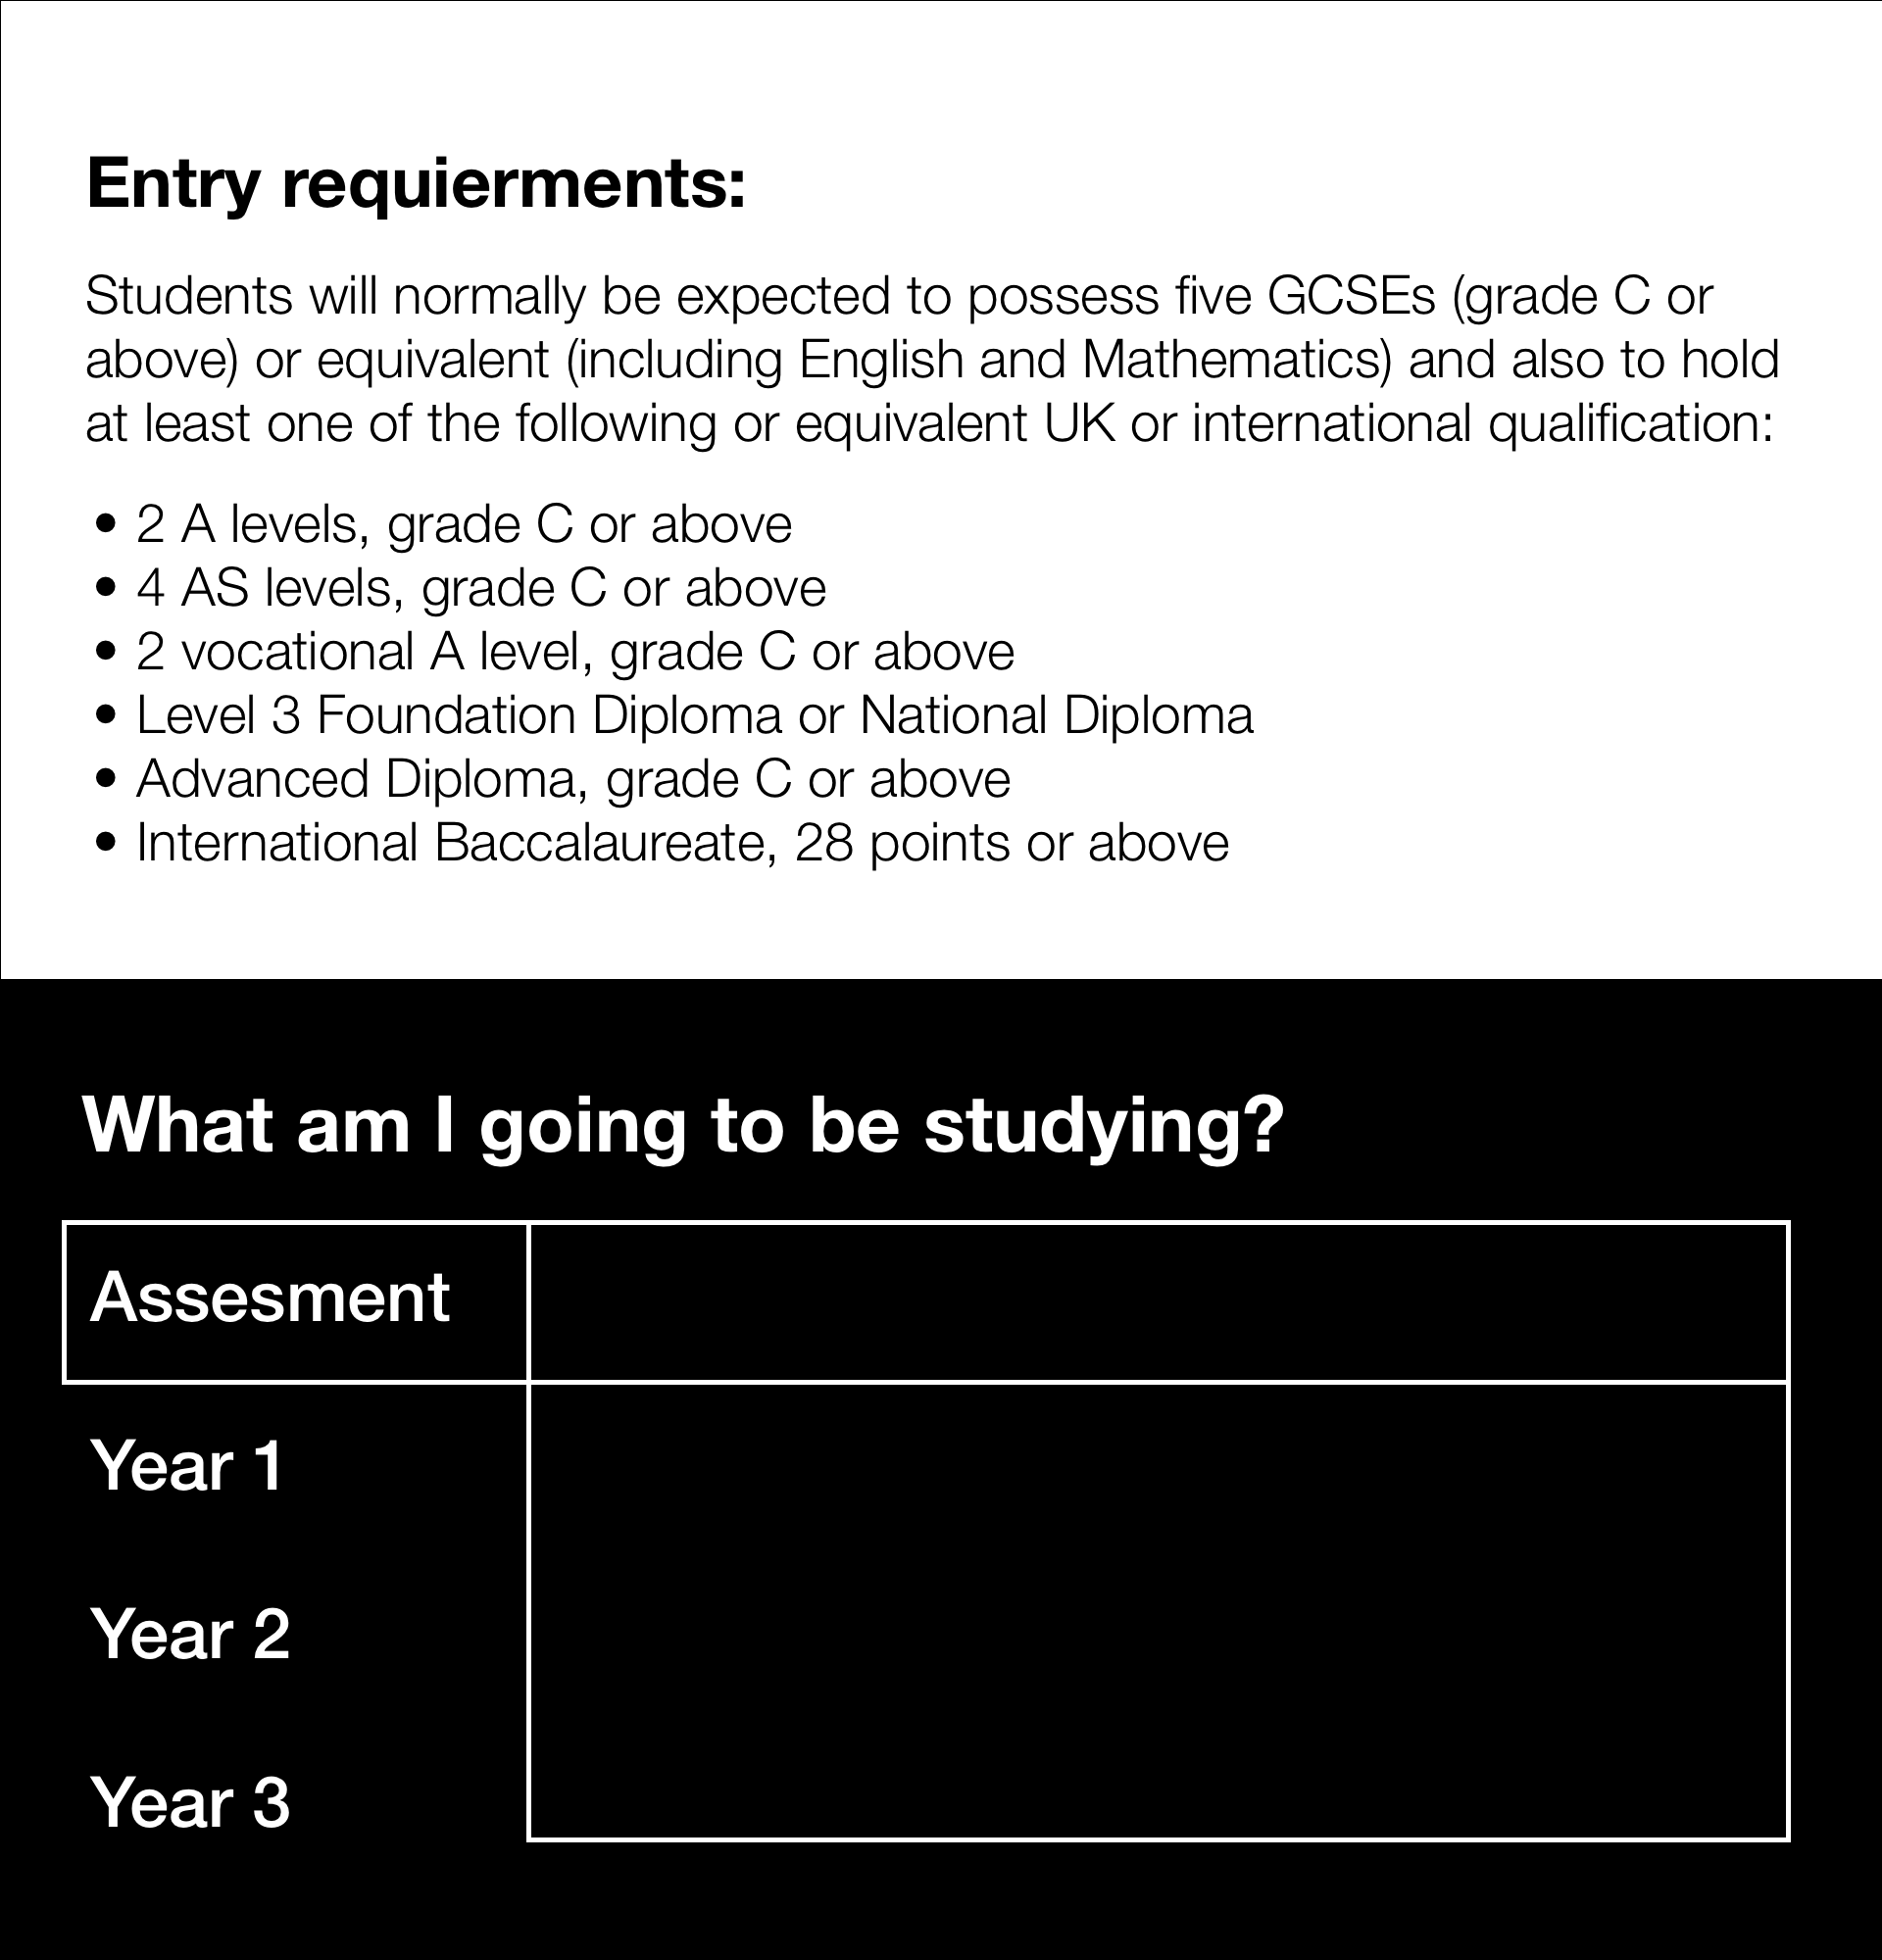 Entry requierments:
Students will normally be expected to possess five GCSEs (grade C or
above) or equivalent (including English and Mathematics) and also to hold
at least one of the following or equivalent UK or international qualification:
• 2 A levels, grade C or above
• 4 AS levels, grade C or above
• 2 vocational A level, grade C or above
• Level 3 Foundation Diploma or National Diploma
• Advanced Diploma, grade C or above
• International Baccalaureate, 28 points or above
What am I going to be studying?
Assesment
Year 1
Year 2
Year 3